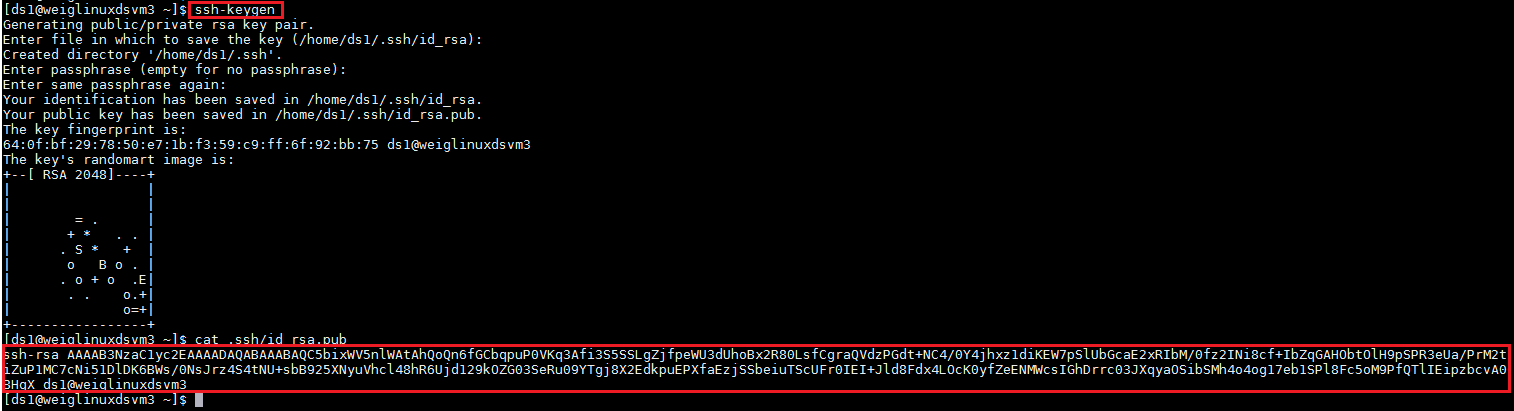 [ds1@weiglinuxdsvm3 ~]$ ssh-keygen
Generating public/private rsa key pair.
Enter file in which to save the key (/home/ds1/.ssh/id_rsa):
Created directory '/home/ds1/.ssh'.
Enter passphrase (empty for no passphrase):
Enter same passphrase again:
Your identification has been saved in /home/ds1/.ssh/id_rsa.
Your public key has been saved in /home/ds1/.ssh/id_rsa.pub.
The key fingerprint is:
64:0f:bf:29:78:50:e7:1b:f3:59:c9:ff:6f:92:bb:75 ds1@weiglinuxdsvm3
The key's randomart image is:
+--[ RSA 2048]----+
|                 |
|                 |
|        = .      |
|       + *   . . |
|      . S *   +  |
|       o   B o . |
|      . o + o  .E|
|       . .    o.+|
|              o=+|
+-----------------+
[ds1@weiglinuxdsvm3 ~]$ cat .ssh/id_rsa.pub
ssh-rsa AAAAB3NzaC1yc2EAAAADAQABAAABAQC5bixWV5nlWAtAhQoQn6fGCbqpuP0VKq3Afi3S5SSLgZjfpeWU3dUhoBx2R80LsfCgraQVdzPGdt+NC4/0Y4jhxz1diKEW7pSlUbGcaE2xRIbM/0fz2INi8cf+IbZqGAHObtOlH9pSPR3eUa/PrM2t
iZuP1MC7cNi51DlDK6BWs/0NsJrz4S4tNU+sbB925XNyuVhcl48hR6Ujd129kOZG03SeRu09YTgj8X2EdkpuEPXfaEzjSSbeiuTScUFr0IEI+Jld8Fdx4LOcK0yfZeENMWcsIGhDrrc03JXqyaOSibSMh4o4og17eb1SPl8Fc5oM9PfQTlIEipzbcvA0
3HgX ds1@weiglinuxdsvm3
[ds1@weiglinuxdsvm3 ~]$